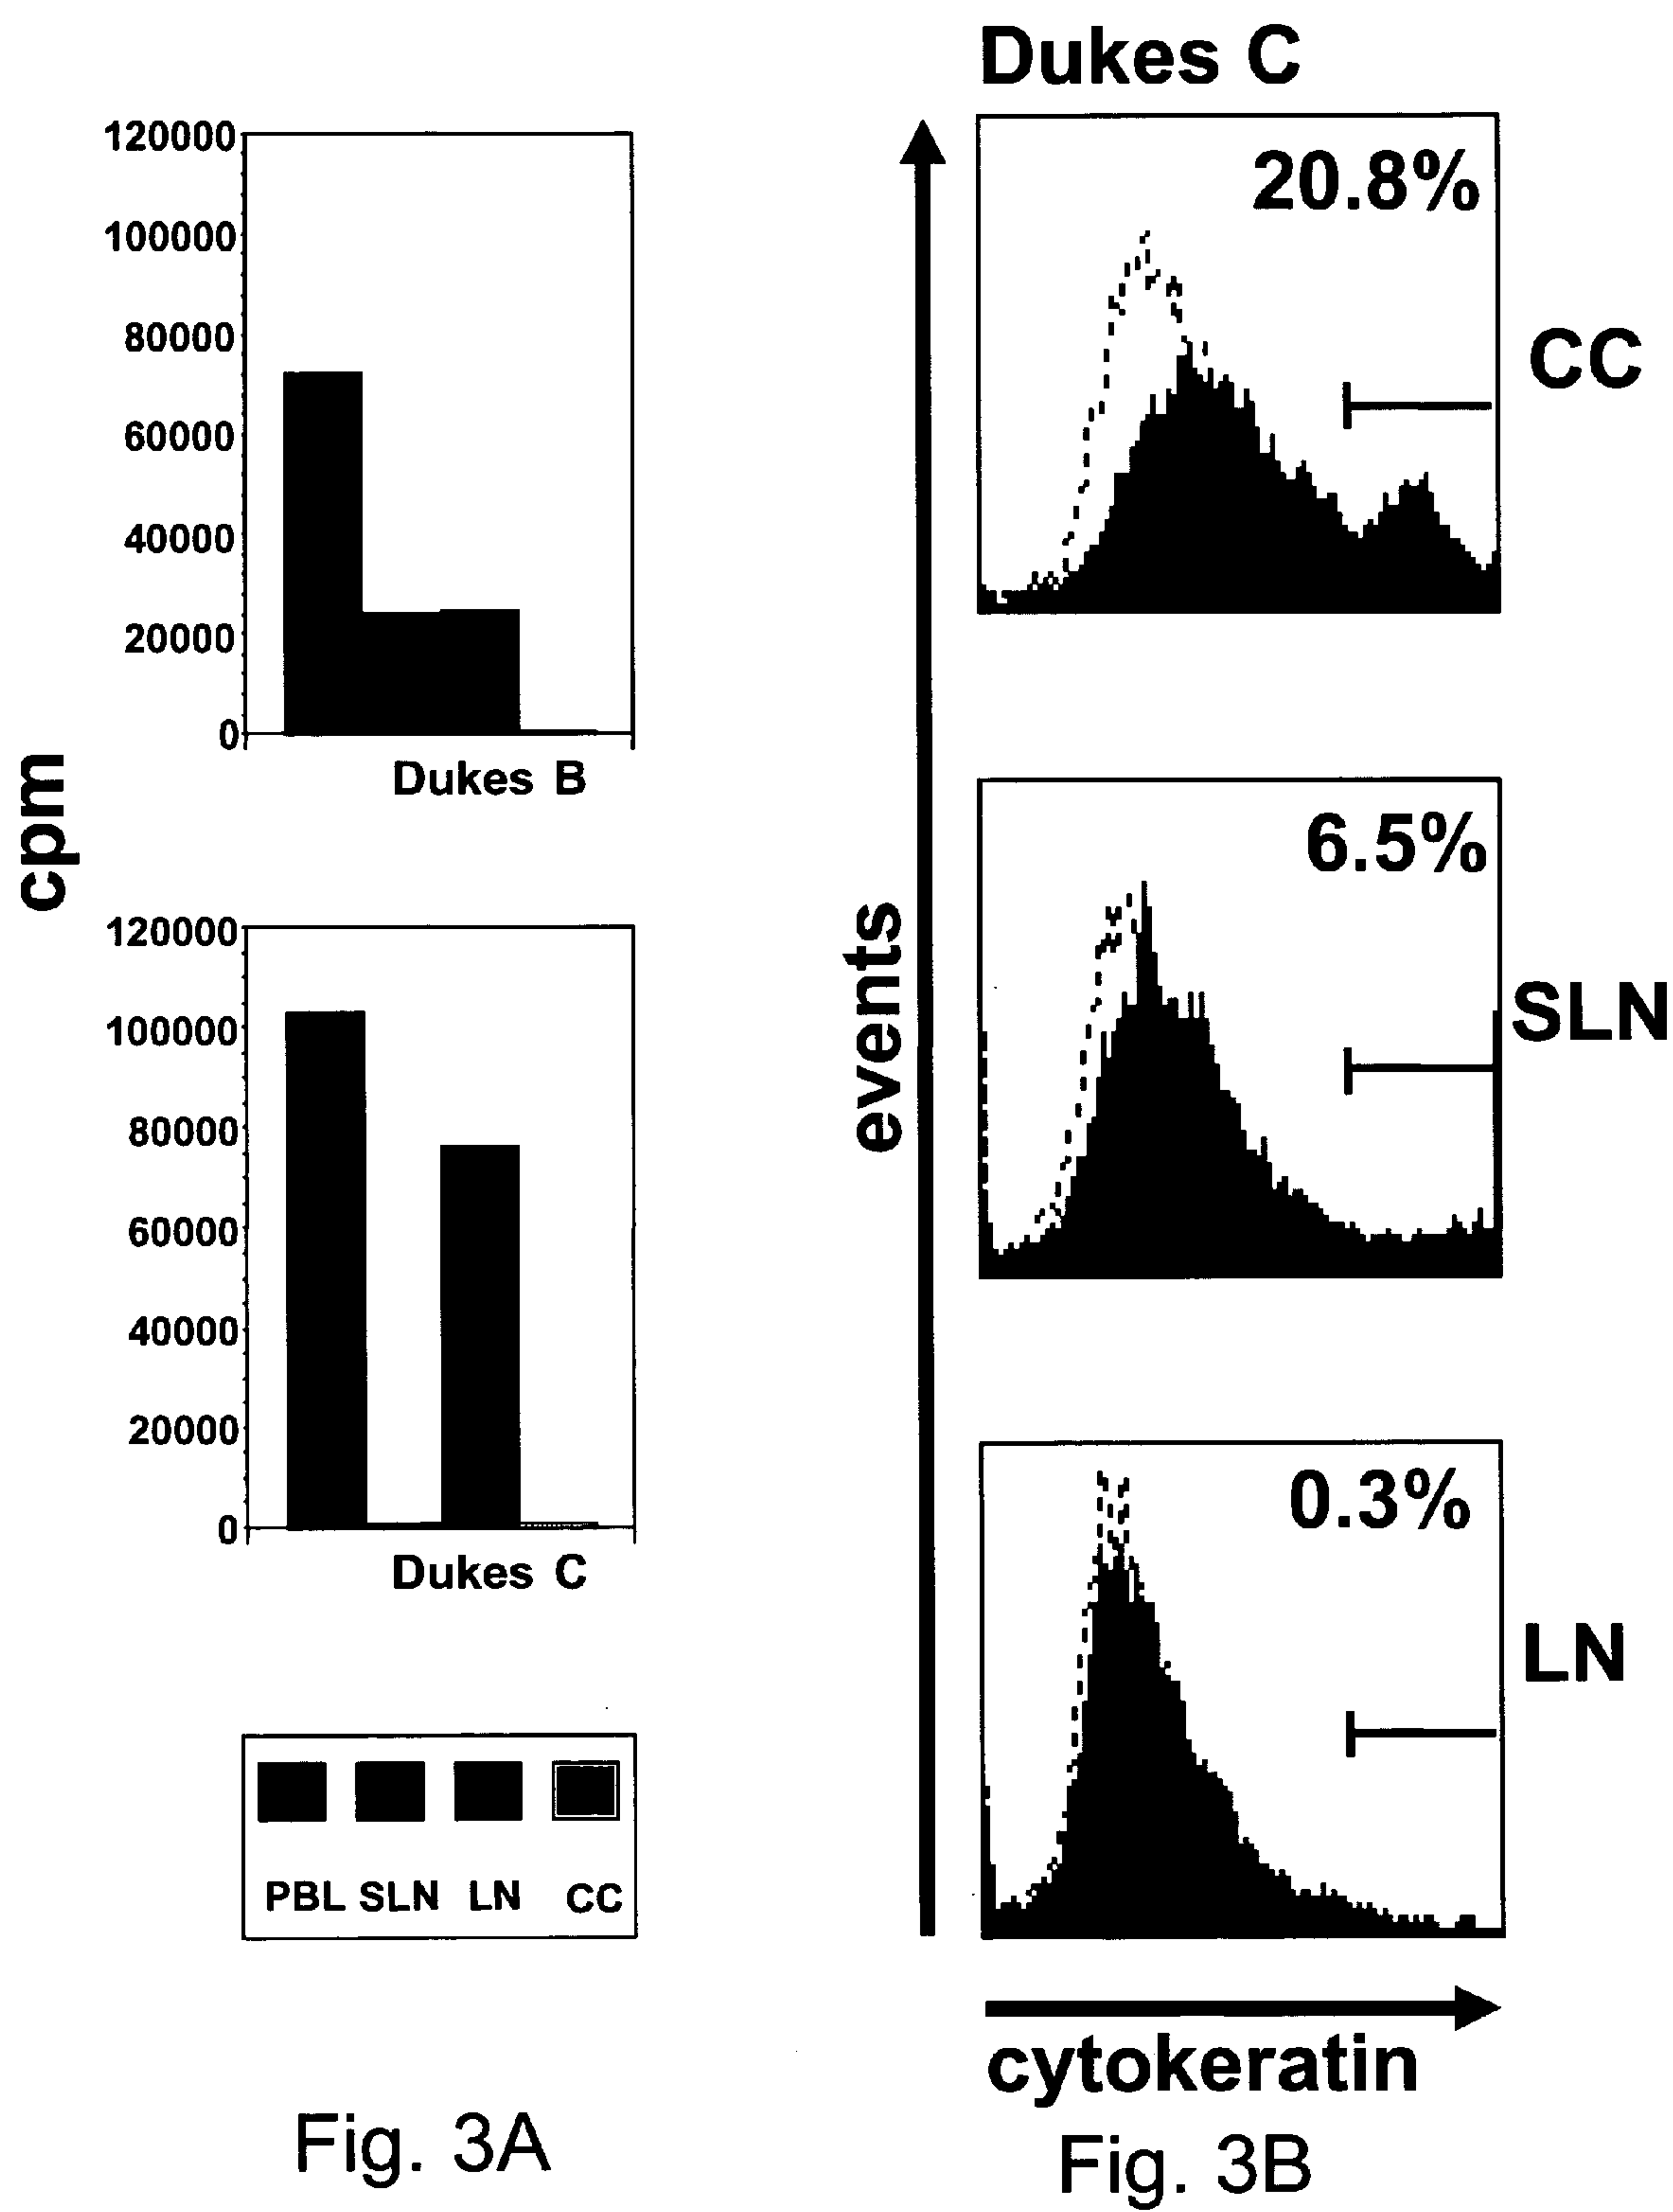 120000
100000
80000
60000
40000
20000
0
Dukes B
cpm
120000
100000
80000
60000
40000
20000
0
Dukes C
PBL SLN LN CC
Fig. 3A
Dukes C
20.8%
CC
6.5%
SLN
events
0.3%
LN
cytokeratin
Fig. 3B